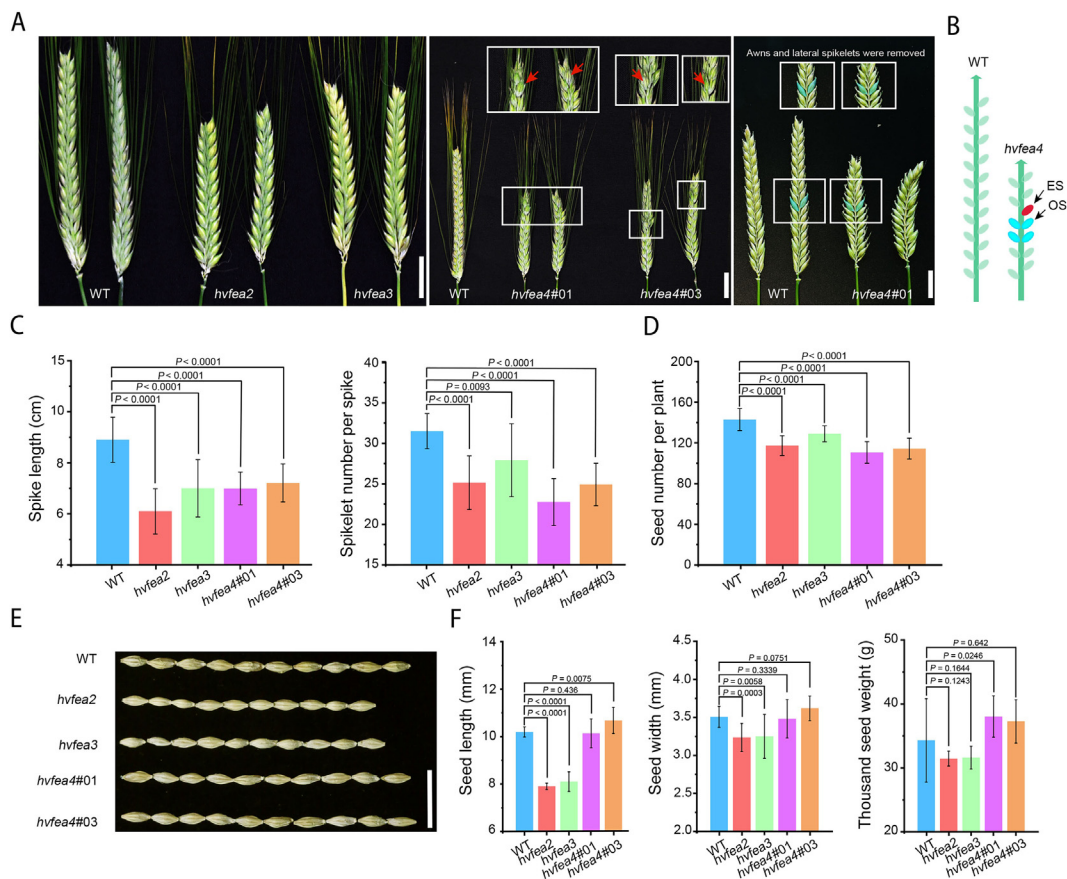 A
Awns and lateral spikelets were removed
WT
hvfea2
hvfea3
WT
hvfea4#01
hvfea4#03
WT
hvfea4#01
B
WT
hvfea4
ES
OS
C
Spike length (cm)
15
13
11
9
8
6
4
P < 0.0001
P < 0.0001
P < 0.0001
P < 0.0001
WT
hvfea2
hvfea3
hvfea4#01
hvfea4#03
Spikelet number per spike
40
35
30
25
20
15
P < 0.0001
P < 0.0001
P = 0.0093
P < 0.0001
WT
hvfea2
hvfea3
hvfea4#01
hvfea4#03
D
Seed number per plant
200
160
120
80
40
0
P < 0.0001
P < 0.0001
P < 0.0001
P < 0.0001
WT
hvfea2
hvfea3
hvfea4#01
hvfea4#03
E
WT
hvfea2
hvfea3
hvfea4#01
hvfea4#03
F
Seed length (mm)
14
12
10
8
6
P = 0.0075
P = 0.436
P < 0.0001
P < 0.0001
WT
hvfea2
hvfea3
hvfea4#01
hvfea4#03
Seed width (mm)
4.5
4.0
3.5
3.0
2.5
2.0
P = 0.0751
P = 0.3339
P = 0.0058
P = 0.0003
WT
hvfea2
hvfea3
hvfea4#01
hvfea4#03
Thousand seed weight (g)
70
60
50
40
30
20
P = 0.642
P = 0.0246
P = 0.1644
P = 0.1243
WT
hvfea2
hvfea3
hvfea4#01
hvfea4#03